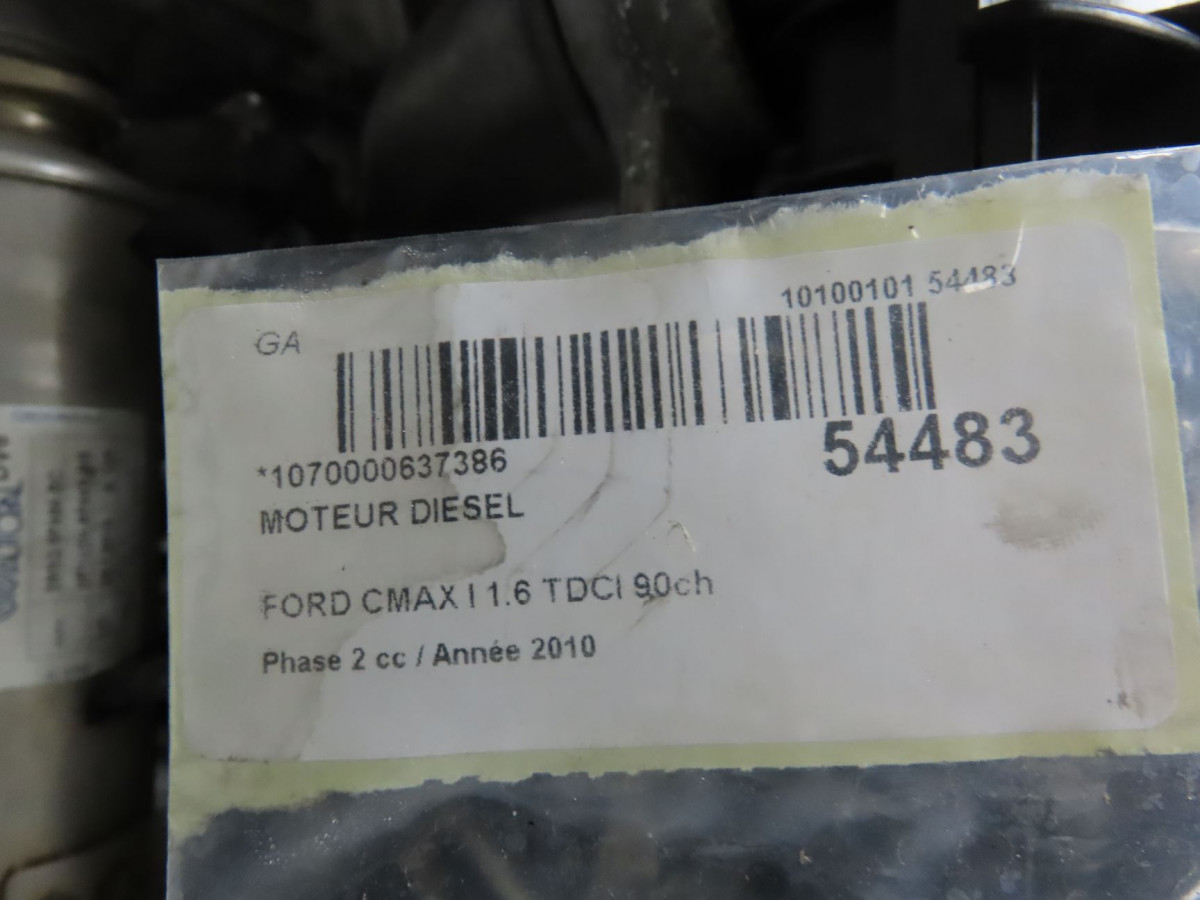 10100101 54483
GA
*1070000637386
54483
MOTEUR DIESEL
FORD CMAX I 1.6 TDCI 90ch
Phase 2 cc / Année 2010